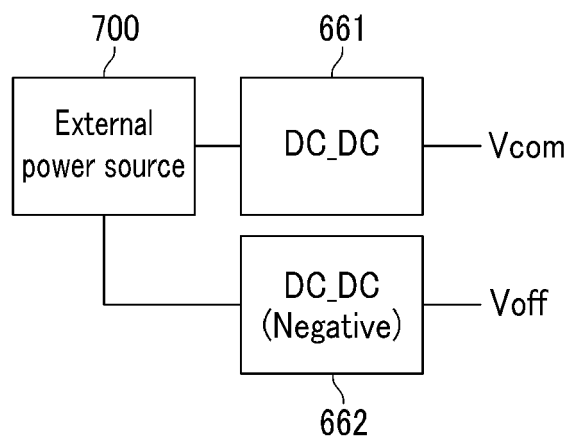 700
661
External
power source
DC_DC
Vcom
DC_DC
(Negative)
Voff
662